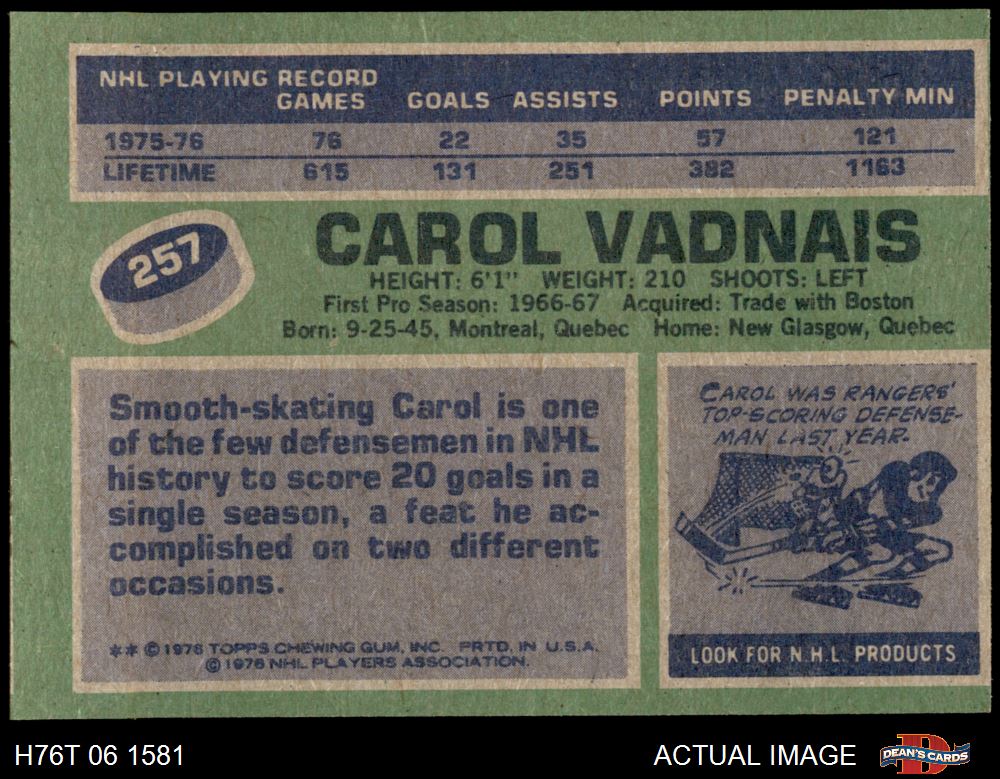 NHL PLAYING RECORD
GAMES GOALS ASSISTS POINTS PENALTY MIN
1975-76 76 22 35 57 121
LIFETIME 615 131 251 382 1163
257
CAROL VADNAIS
HEIGHT: 6'1" WEIGHT: 210 SHOOTS: LEFT
First Pro Season: 1966-67 Acquired: Trade with Boston
Born: 9-25-45, Montreal, Quebec Home: New Glasgow, Quebec
Smooth-skating Carol is one
of the few defensemen in NHL
history to score 20 goals in a
single season, a feat he ac-
complished on two different
occasions.
** © 1976 TOPPS CHEWING GUM, INC. PRTD. IN U.S.A.
© 1976 NHL PLAYERS ASSOCIATION.
CAROL WAS RANGERS'
TOP-SCORING DEFENSE-
MAN LAST YEAR.
LOOK FOR N.H.L. PRODUCTS
H76T 06 1581 ACTUAL IMAGE D DEAN'S CARDS